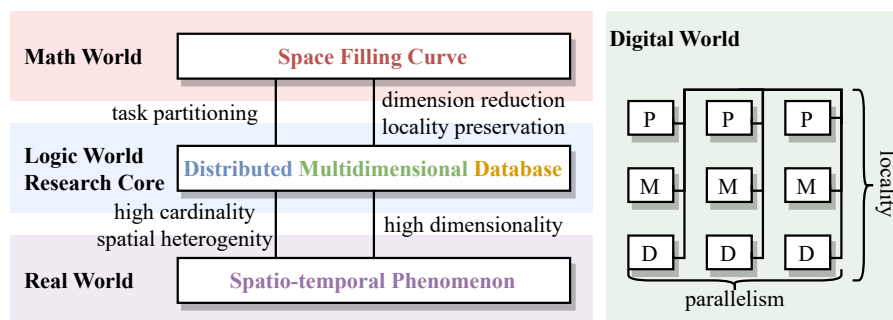 Math World
Space Filling Curve
task partitioning
dimension reduction
locality preservation
Logic World
Research Core
Distributed Multidimensional Database
high cardinality
spatial heterogenity
high dimensionality
Real World
Spatio-temporal Phenomenon
Digital World
P P P
M M M
D D D
locality
parallelism